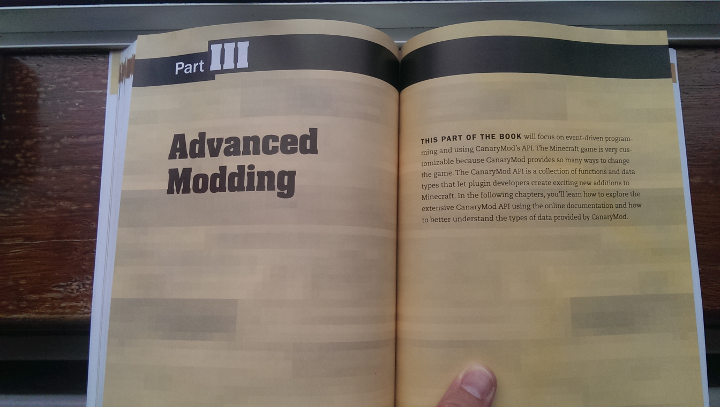 Part III
Advanced
Modding
THIS PART OF THE BOOK will focus on event-driven program-
ming and using CanaryMod's API. The Minecraft game is very cus-
tomizable because CanaryMod provides so many ways to change
the game. The CanaryMod API is a collection of functions and data
types that let plugin developers create exciting new additions to
Minecraft. In the following chapters, you'll learn how to explore the
extensive CanaryMod API using the online documentation and how
to better understand the types of data provided by CanaryMod.